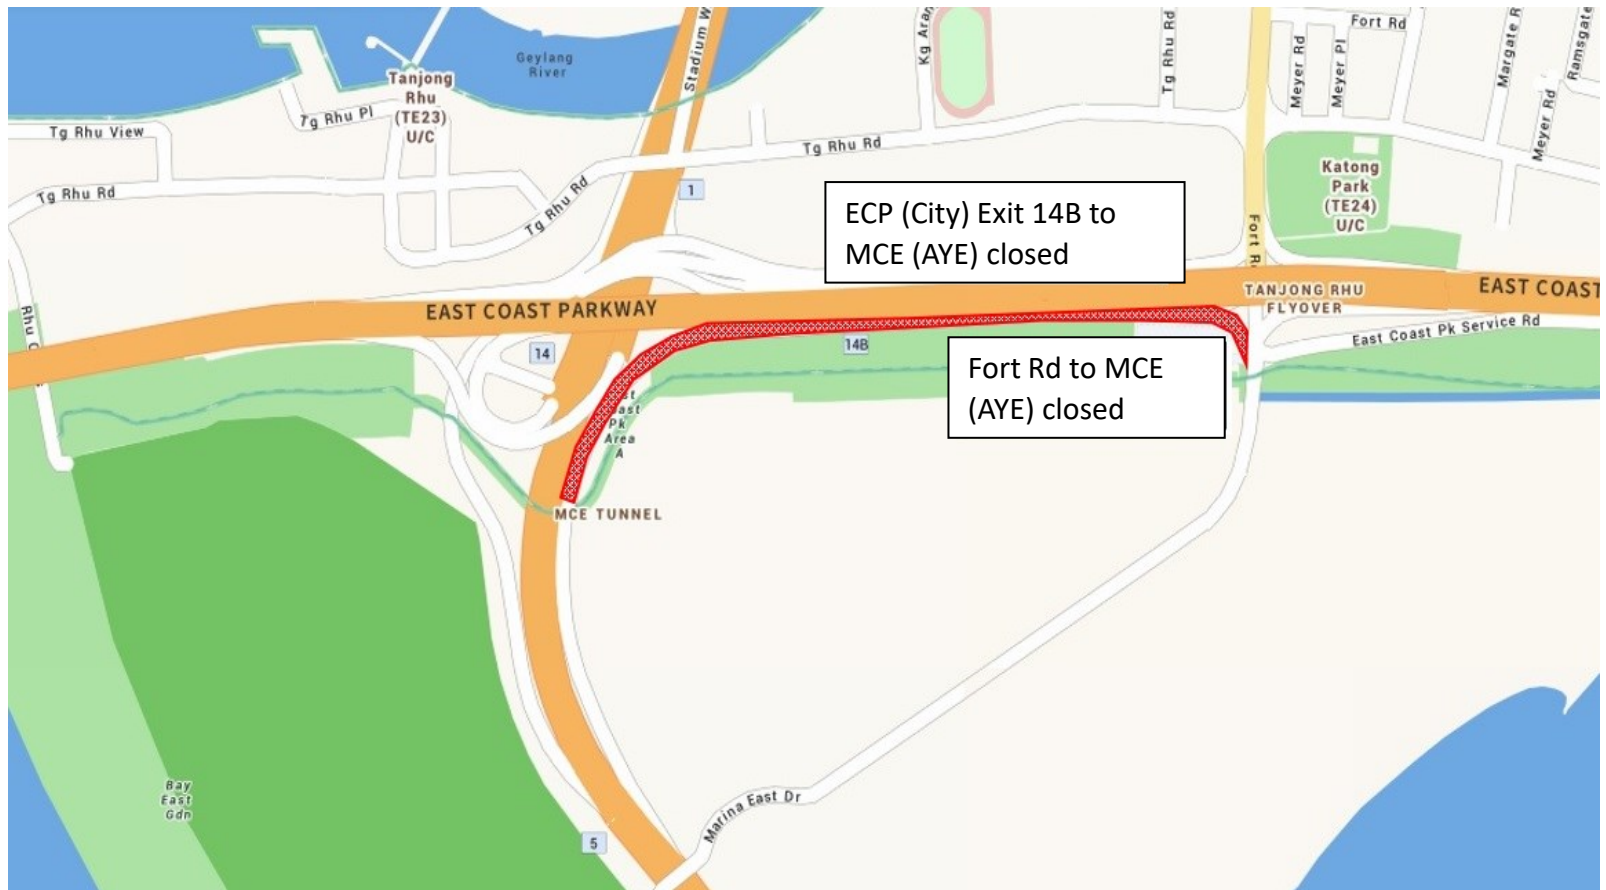 Stadium W
Kg Aran
Tg Rhu Rd
Fort Rd
Meyer Rd
Meyer Pl
Margate R
Ramsgate
Meyer Rd
Geylang
River
Tanjong
Rhu
(TE23)
U/C
Tg Rhu Pl
Tg Rhu View
Tg Rhu Rd
Tg Rhu Rd
Tg Rhu Rd
1
Katong
Park
(TE24)
U/C
ECP (City) Exit 14B to
MCE (AYE) closed
Fort R
EAST COAST PARKWAY
TANJONG RHU
FLYOVER
EAST COAST
East Coast Pk Service Rd
14
14B
Fort Rd to MCE
(AYE) closed
ast
Pk
Area
A
MCE TUNNEL
Bay
East
Gdn
Marina East Dr
5